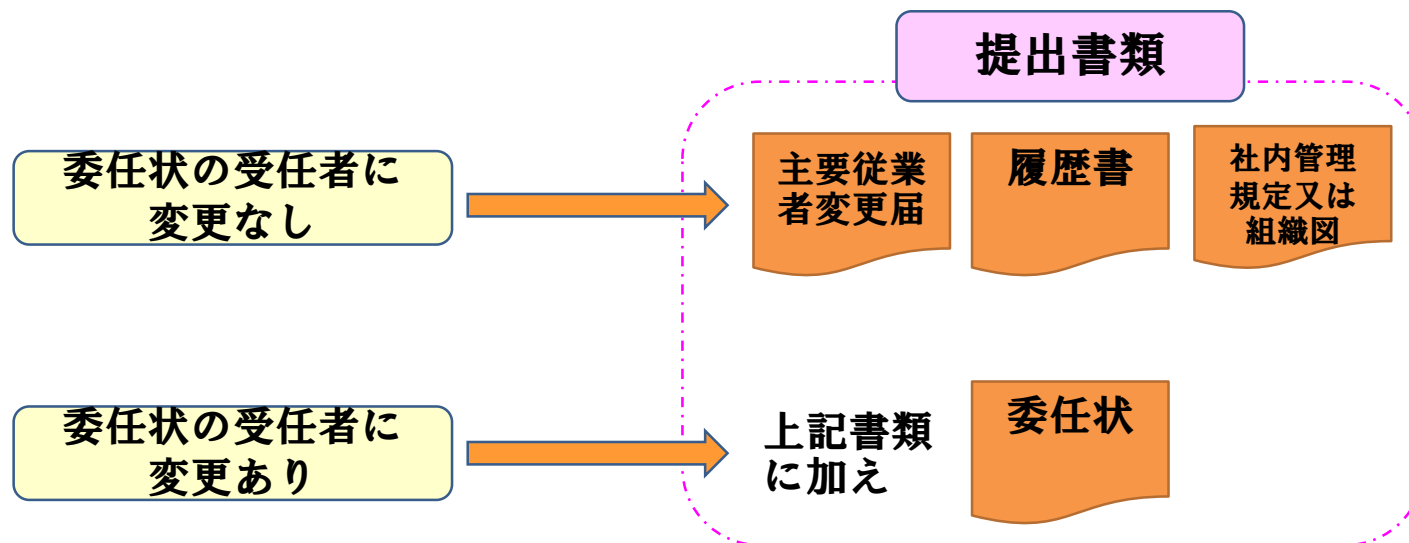 提出書類
委任状の受任者に
変更なし
主要従業
者変更届
履歴書
社内管理
規定又は
組織図
委任状の受任者に
変更あり
上記書類
に加え
委任状